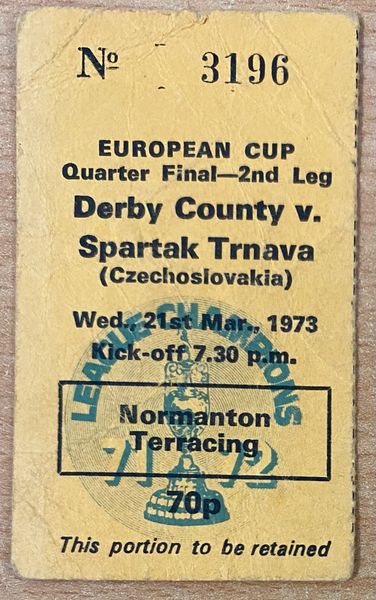 Nº 3196
EUROPEAN CUP
Quarter Final—2nd Leg
Derby County v.
Spartak Trnava
(Czechoslovakia)
Wed., 21st Mar., 1973
Kick-off 7.30 p.m.
LEAGUE CHAMPIONS
Normanton
Terracing
71 72
70p
This portion to be retained